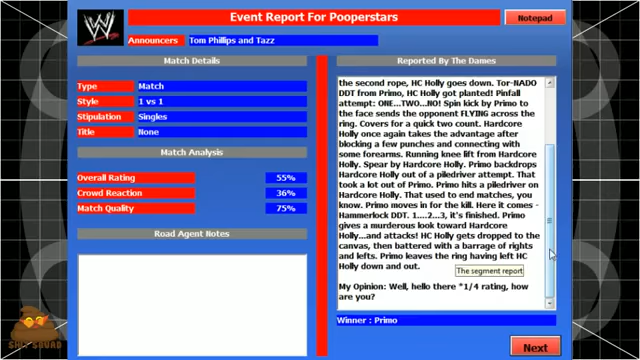 Event Report For Pooperstars
Notepad
Announcers
Tom Phillips and Tazz
Match Details
Reported By The Dames
Type
Match
Style
1 vs 1
Stipulation
Singles
Title
None
Match Analysis
Overall Rating
55%
Crowd Reaction
36%
Match Quality
75%
Road Agent Notes
the second rope, HC Holly goes down. Tor-NADO
DDT from Primo, HC Holly got planted! Pinfall
attempt: ONE...TWO...NO! Spin kick by Primo to
the face sends the opponent FLYING across the
ring. Covers for a quick two count. Hardcore
Holly once again takes the advantage after
blocking a few punches and connecting with
some forearms. Running knee lift from Hardcore
Holly. Spear by Hardcore Holly. Primo backdrops
Hardcore Holly out of a piledriver attempt. That
took a lot out of Primo. Primo hits a piledriver on
Hardcore Holly. That used to end matches, you
know. Primo moves in for the kill. Here it comes -
Hammerlock DDT. 1....2...3, it's finished. Primo
gives a murderous look toward Hardcore
Holly...and attacks! HC Holly gets dropped to the
canvas, then battered with a barrage of rights
and lefts. Primo leaves the ring having left HC
Holly down and out.
The segment report
My Opinion: Well, hello there *1/4 rating, how
are you?
Winner : Primo
Next
SHIT SQUAD